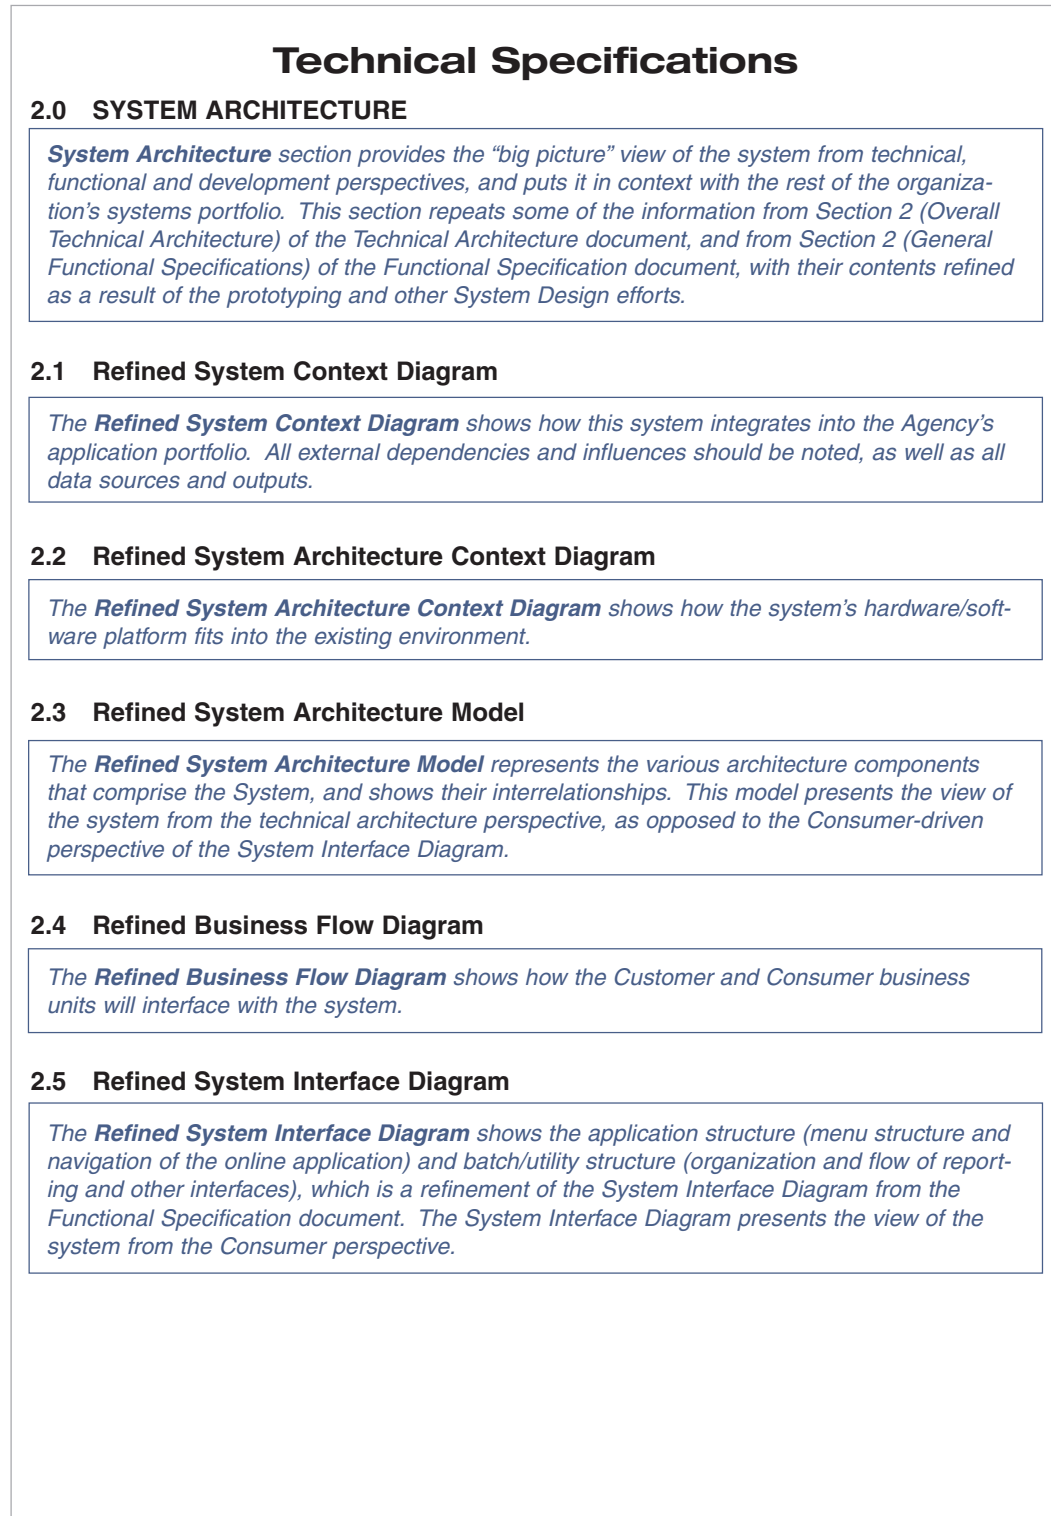 Technical Specifications
2.0 SYSTEM ARCHITECTURE
System Architecture section provides the “big picture” view of the system from technical,
functional and development perspectives, and puts it in context with the rest of the organiza-
tion’s systems portfolio.  This section repeats some of the information from Section 2 (Overall
Technical Architecture) of the Technical Architecture document, and from Section 2 (General
Functional Specifications) of the Functional Specification document, with their contents refined
as a result of the prototyping and other System Design efforts.
2.1 Refined System Context Diagram
The Refined System Context Diagram shows how this system integrates into the Agency’s
application portfolio.  All external dependencies and influences should be noted, as well as all
data sources and outputs.
2.2 Refined System Architecture Context Diagram
The Refined System Architecture Context Diagram shows how the system’s hardware/soft-
ware platform fits into the existing environment.
2.3 Refined System Architecture Model
The Refined System Architecture Model represents the various architecture components
that comprise the System, and shows their interrelationships.  This model presents the view of
the system from the technical architecture perspective, as opposed to the Consumer-driven
perspective of the System Interface Diagram.
2.4 Refined Business Flow Diagram
The Refined Business Flow Diagram shows how the Customer and Consumer business
units will interface with the system.
2.5 Refined System Interface Diagram
The Refined System Interface Diagram shows the application structure (menu structure and
navigation of the online application) and batch/utility structure (organization and flow of report-
ing and other interfaces), which is a refinement of the System Interface Diagram from the
Functional Specification document.  The System Interface Diagram presents the view of the
system from the Consumer perspective.